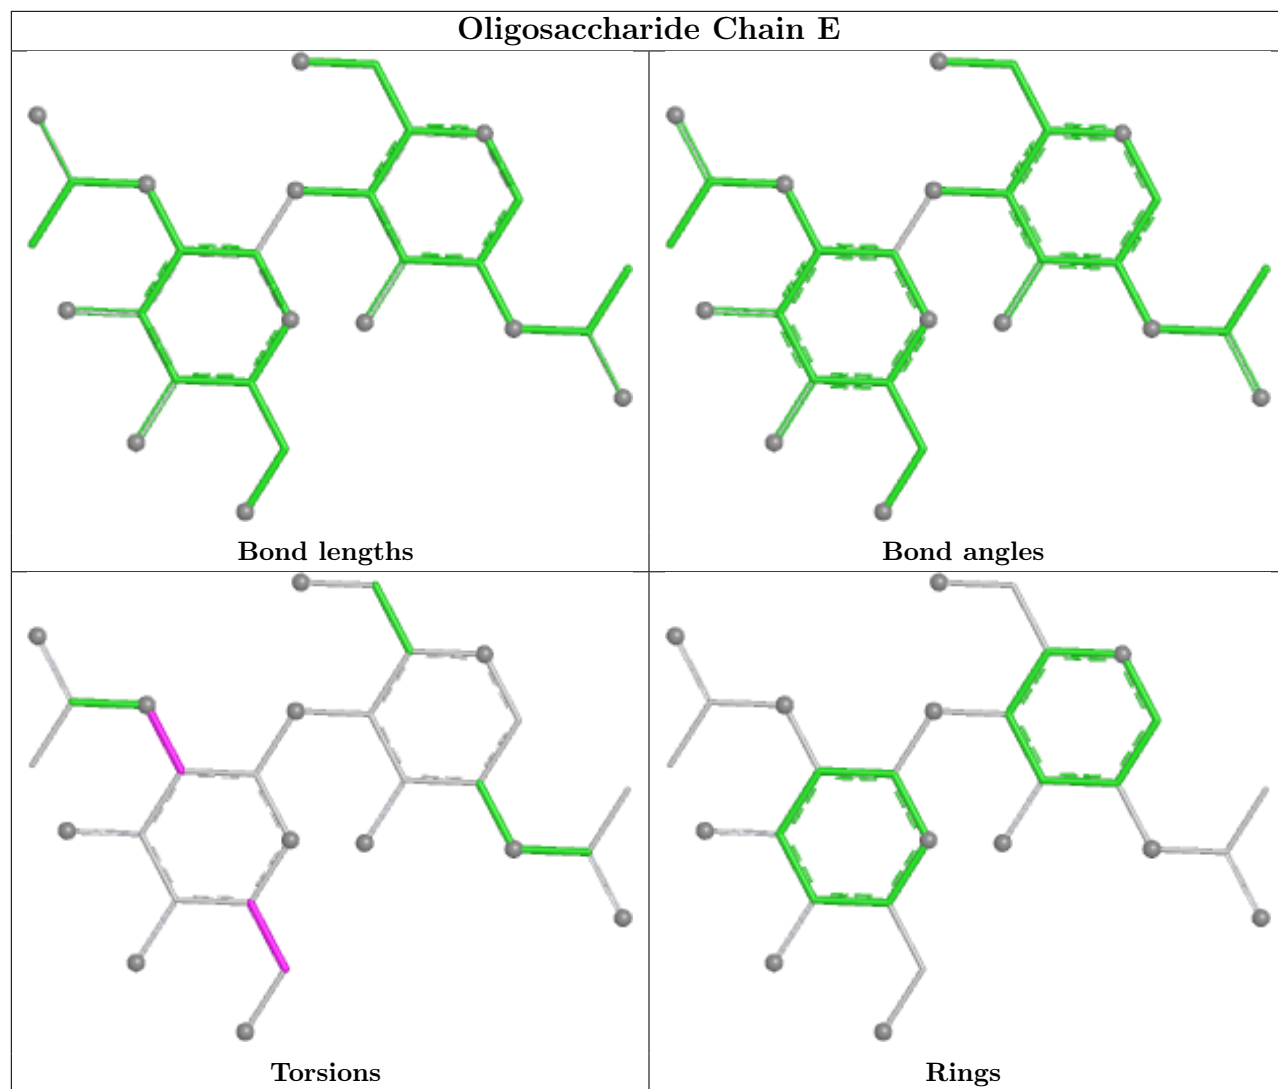 Oligosaccharide Chain E
Bond lengths
Bond angles
Torsions
Rings